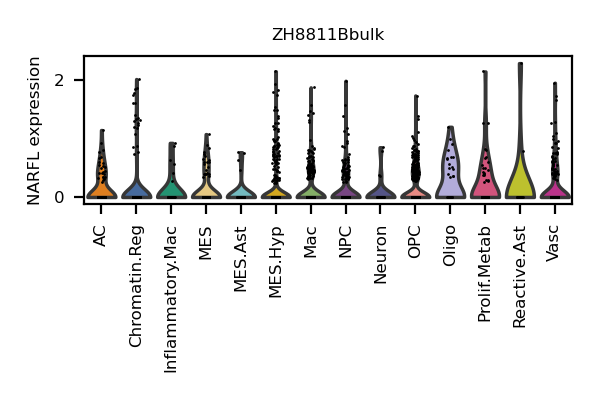 ZH8811Bbulk
NARFL expression
2
0
AC
Chromatin.Reg
Inflammatory.Mac
MES
MES.Ast
MES.Hyp
Mac
NPC
Neuron
OPC
Oligo
Prolif.Metab
Reactive.Ast
Vasc